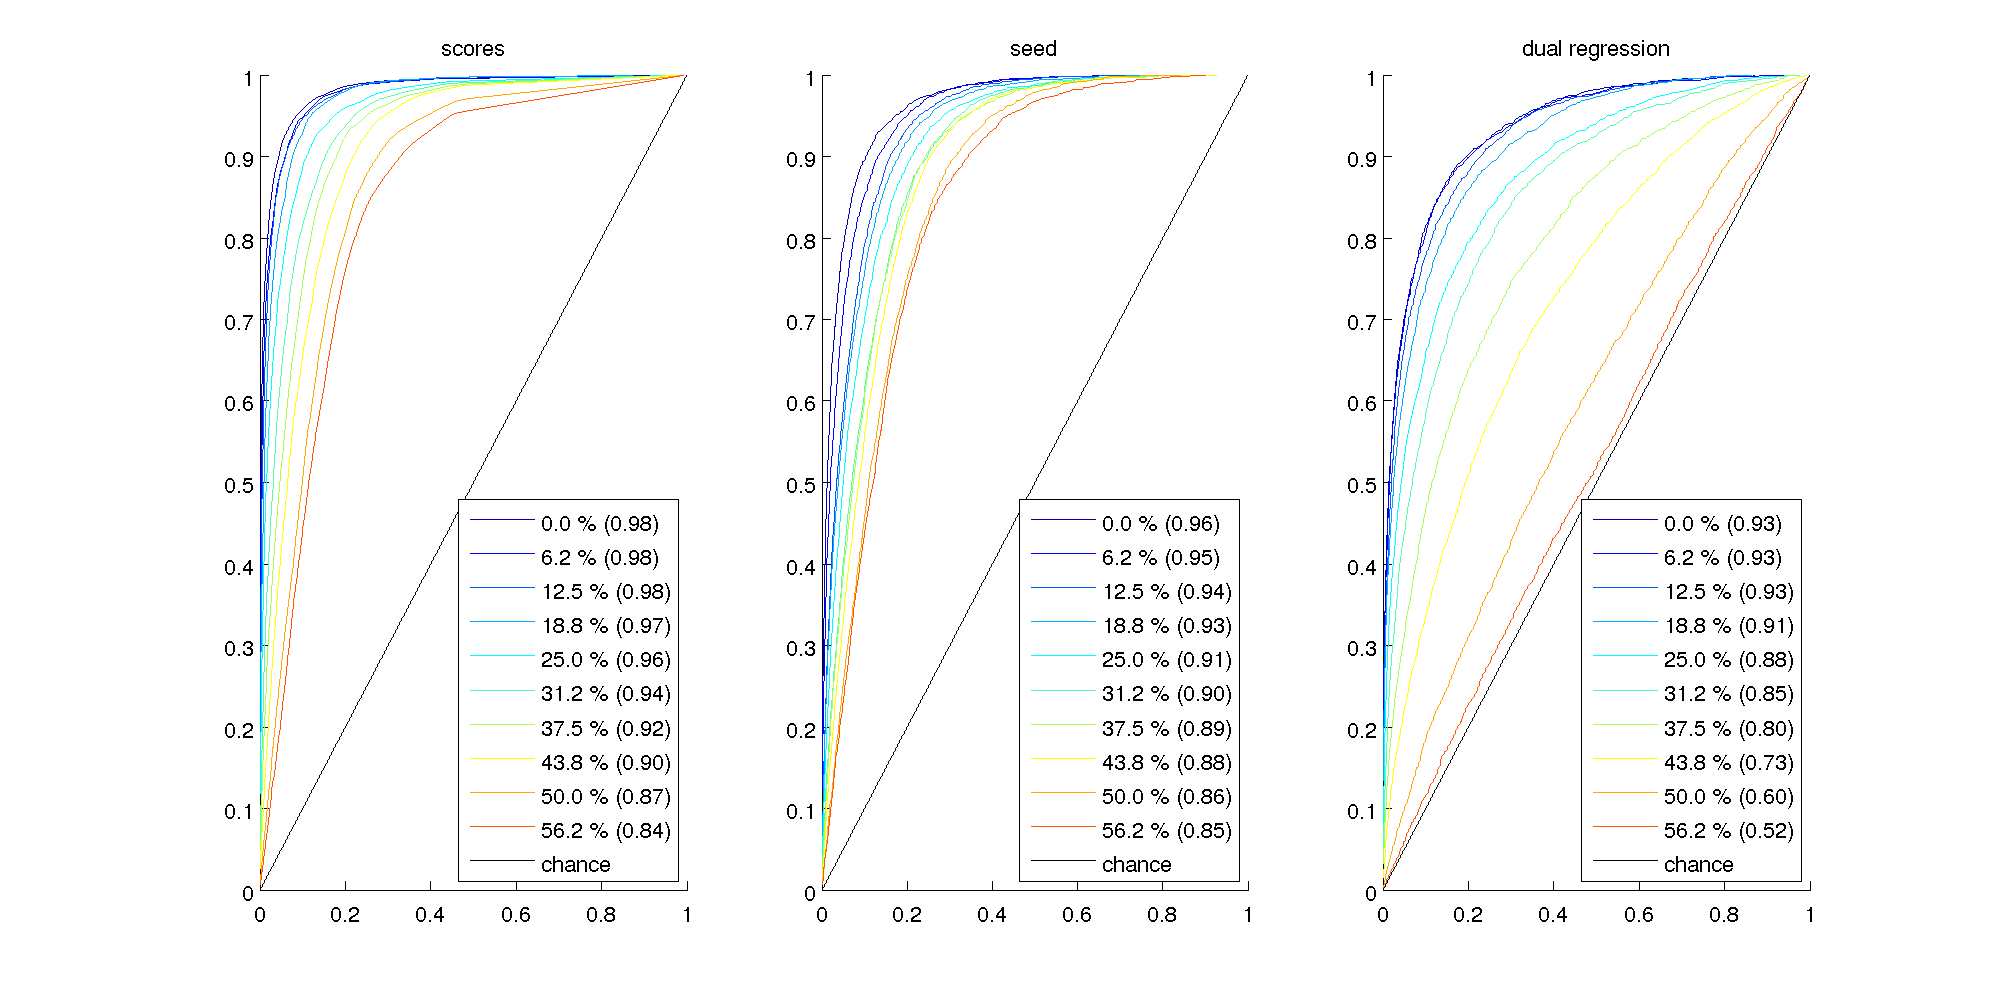 scores
1
0.9
0.8
0.7
0.6
0.5
0.4
0.3
0.2
0.1
0
0 0.2 0.4 0.6 0.8 1
0.0 % (0.98)
6.2 % (0.98)
12.5 % (0.98)
18.8 % (0.97)
25.0 % (0.96)
31.2 % (0.94)
37.5 % (0.92)
43.8 % (0.90)
50.0 % (0.87)
56.2 % (0.84)
chance
seed
1
0.9
0.8
0.7
0.6
0.5
0.4
0.3
0.2
0.1
0
0 0.2 0.4 0.6 0.8 1
0.0 % (0.96)
6.2 % (0.95)
12.5 % (0.94)
18.8 % (0.93)
25.0 % (0.91)
31.2 % (0.90)
37.5 % (0.89)
43.8 % (0.88)
50.0 % (0.86)
56.2 % (0.85)
chance
dual regression
1
0.9
0.8
0.7
0.6
0.5
0.4
0.3
0.2
0.1
0
0 0.2 0.4 0.6 0.8 1
0.0 % (0.93)
6.2 % (0.93)
12.5 % (0.93)
18.8 % (0.91)
25.0 % (0.88)
31.2 % (0.85)
37.5 % (0.80)
43.8 % (0.73)
50.0 % (0.60)
56.2 % (0.52)
chance